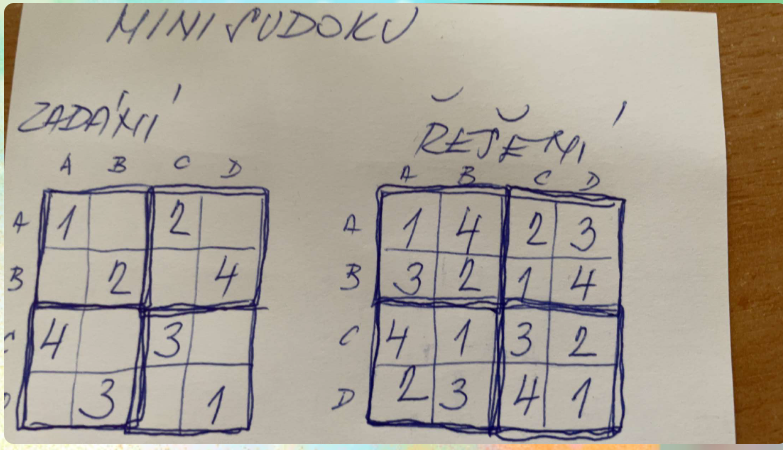 MINI SUDOKU
ZADÁNÍ
A B C D
A 1 2
B 2 4
C 4 3
D 3 1
ŘEŠENÍ
A B C D
A 1 4 2 3
B 3 2 1 4
C 4 1 3 2
D 2 3 4 1